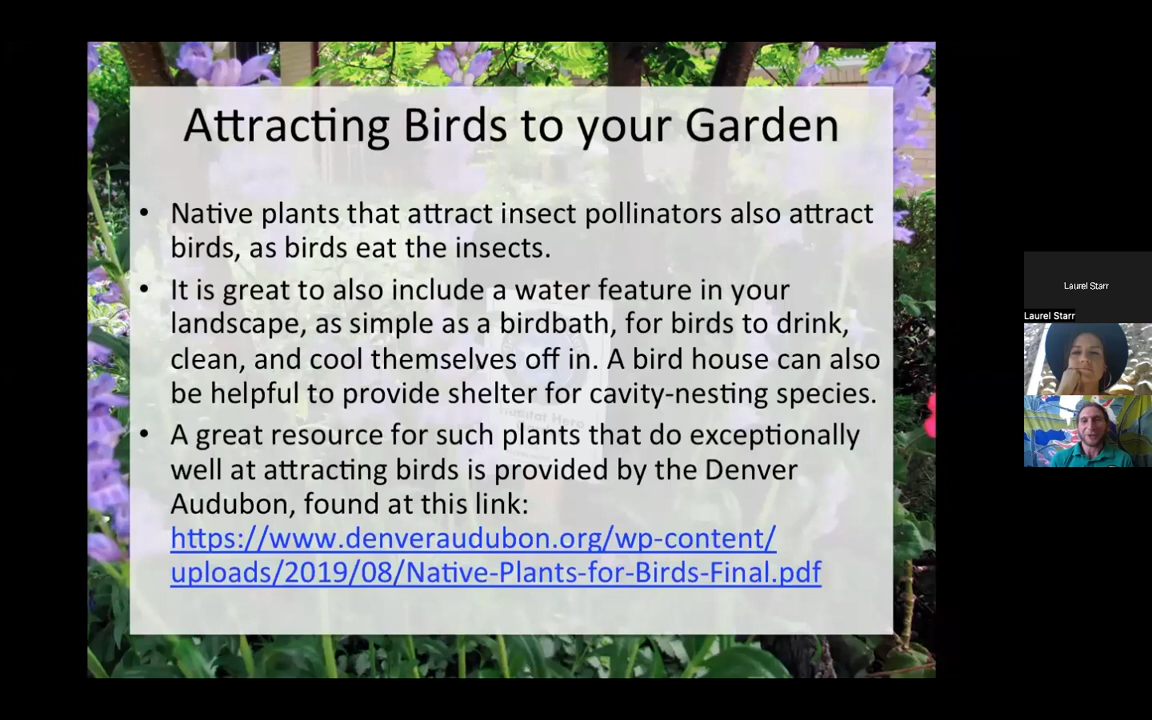 Attracting Birds to your Garden
• Native plants that attract insect pollinators also attract
birds, as birds eat the insects.
• It is great to also include a water feature in your
landscape, as simple as a birdbath, for birds to drink,
clean, and cool themselves off in. A bird house can also
be helpful to provide shelter for cavity-nesting species.
• A great resource for such plants that do exceptionally
well at attracting birds is provided by the Denver
Audubon, found at this link:
https://www.denveraudubon.org/wp-content/
uploads/2019/08/Native-Plants-for-Birds-Final.pdf
Habitat Here
Laurel Starr
Laurel Starr